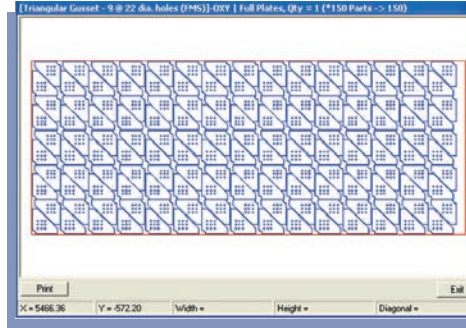 [Triangular Gusset - 9 @ 22 dia. holes (FMS)]-OXY | Full Plates, Qty = 1 (*150 Parts -> 150)
Print
Exit
X = 5466.36 Y = -572.20 Width = Height = Diagonal =